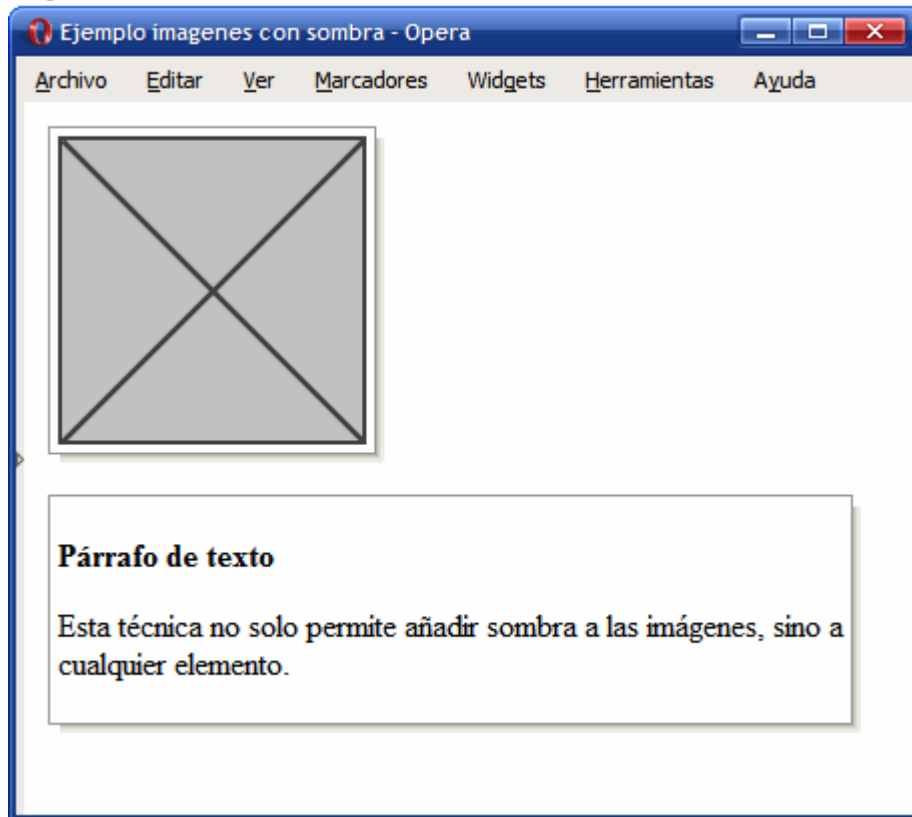 Ejemplo imagenes con sombra - Opera
Archivo Editar Ver Marcadores Widgets Herramientas Ayuda
Párrafo de texto
Esta técnica no solo permite añadir sombra a las imágenes, sino a
cualquier elemento.